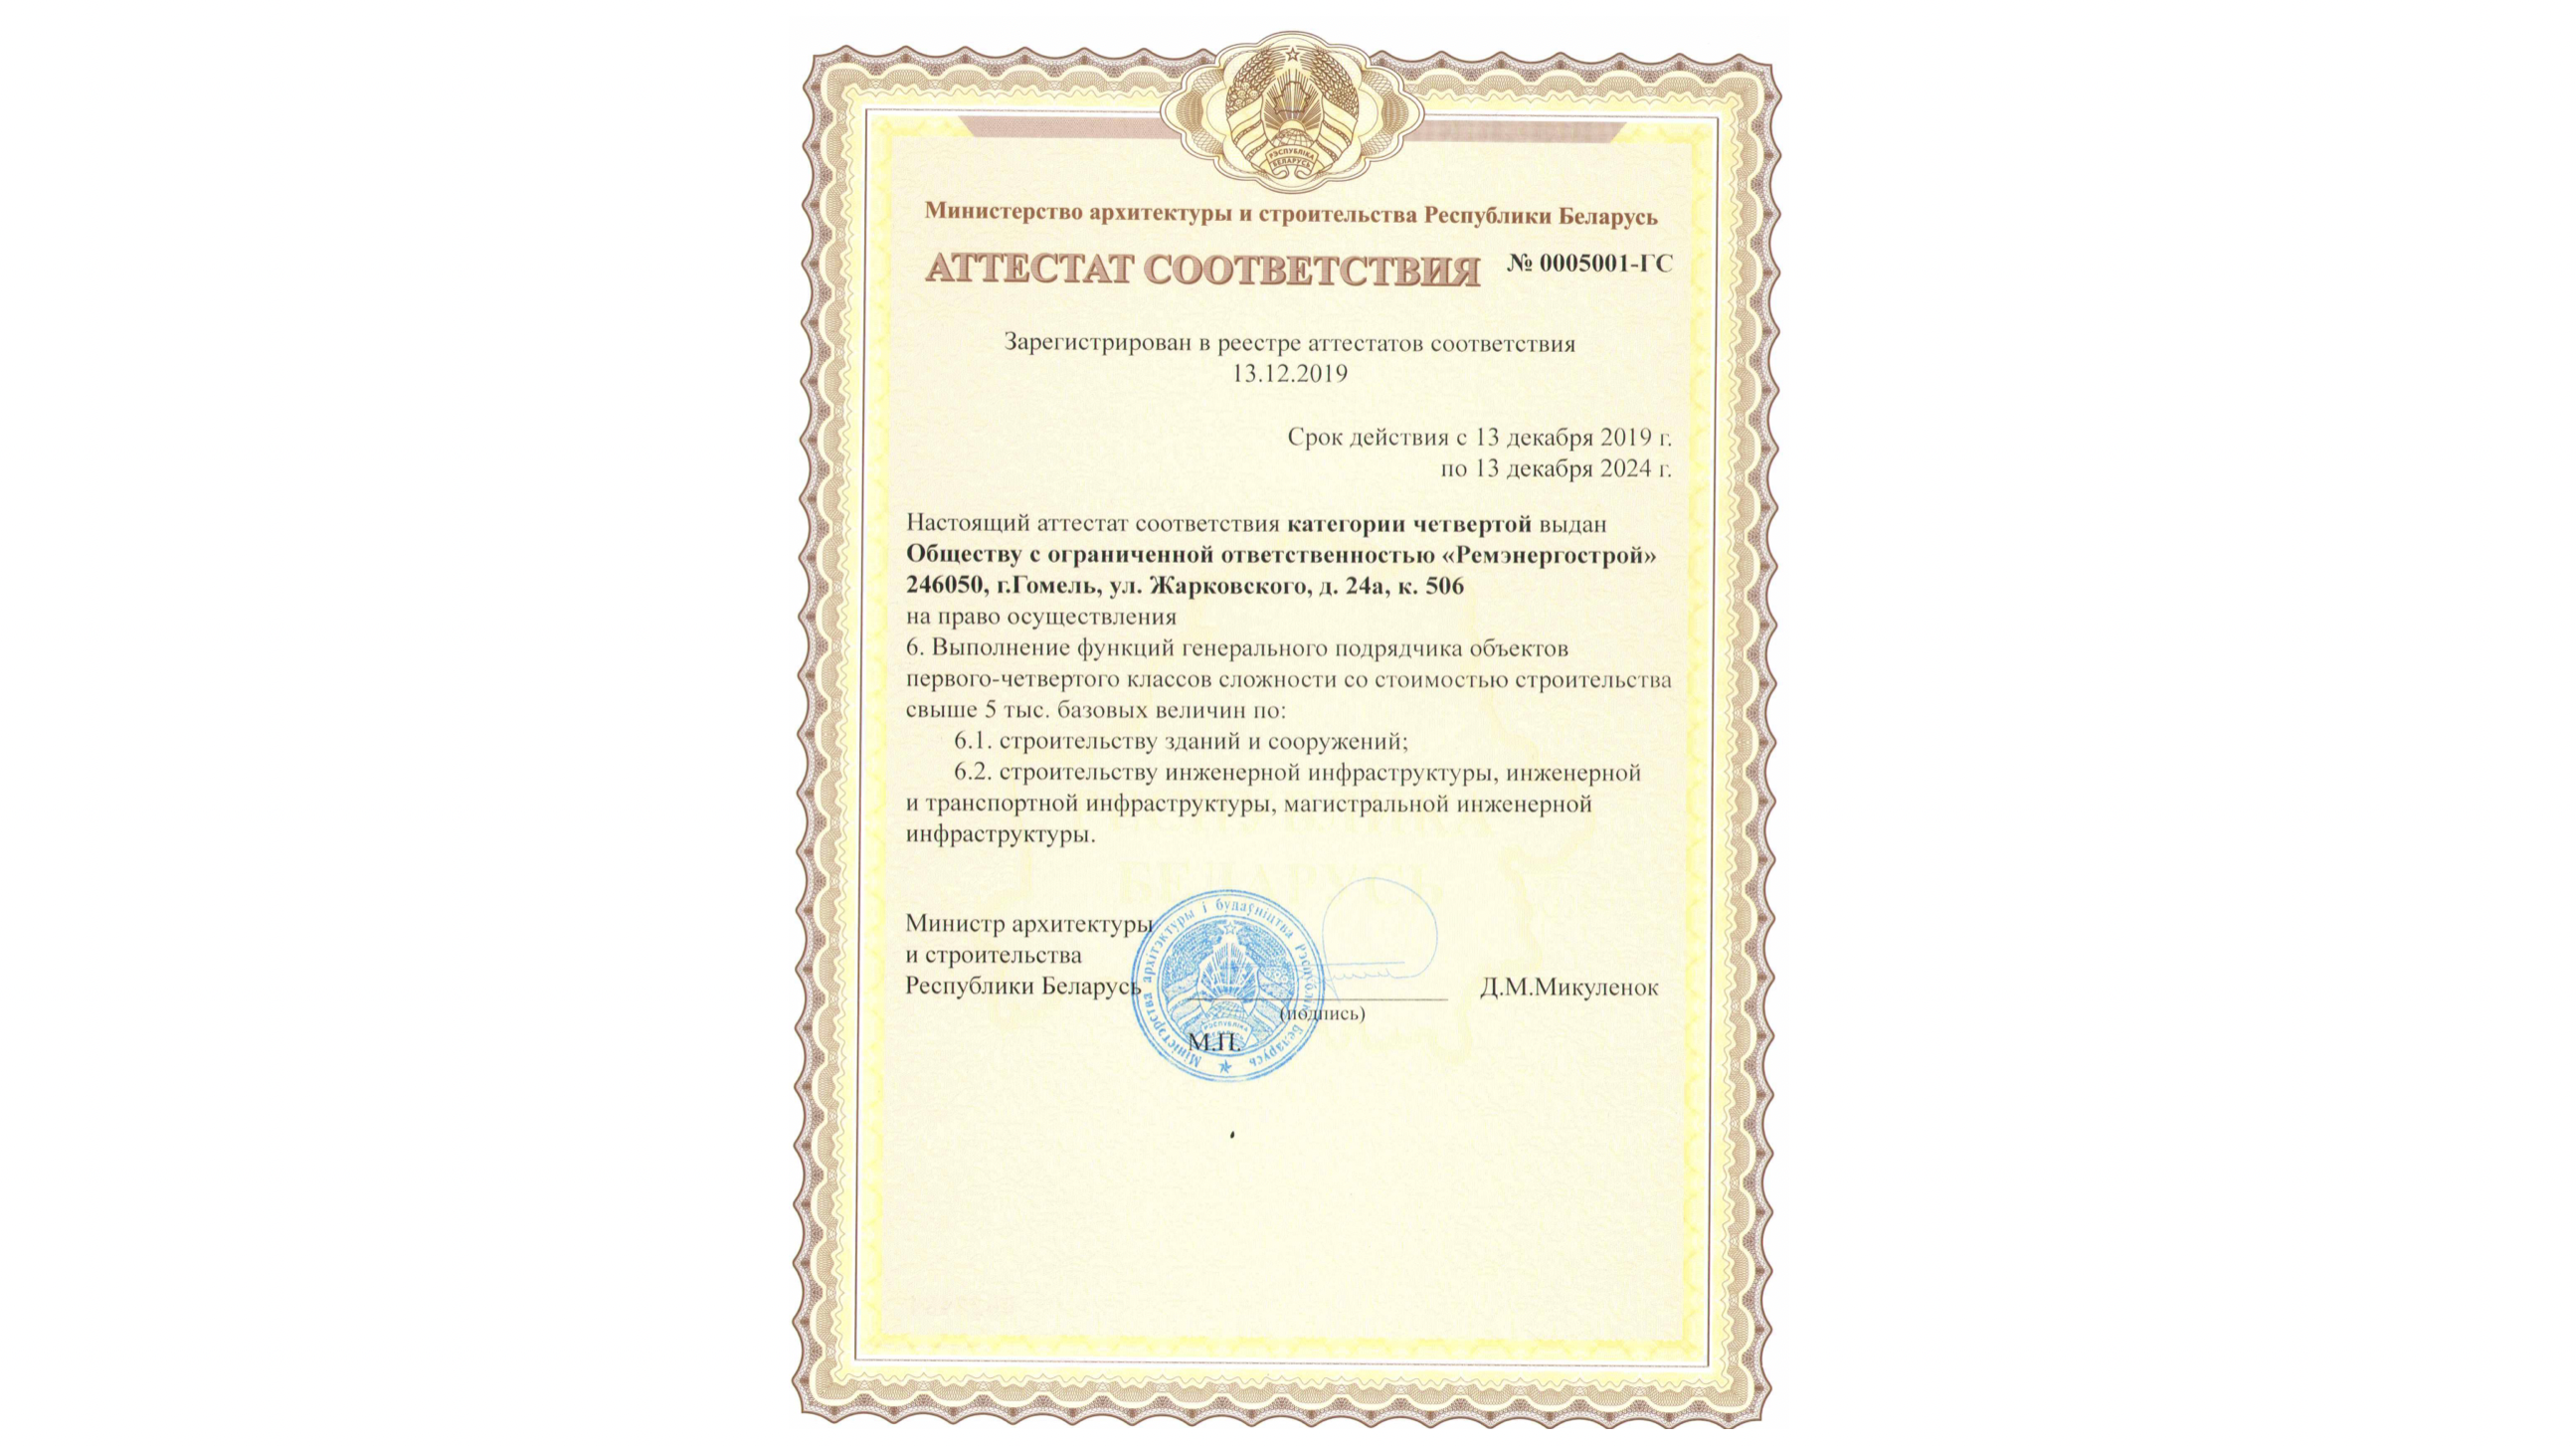 РЭСПУБЛІКА
БЕЛАРУСЬ
Министерство архитектуры и строительства Республики Беларусь
АТТЕСТАТ СООТВЕТСТВИЯ № 0005001-ГС
Зарегистрирован в реестре аттестатов соответствия
13.12.2019
Срок действия с 13 декабря 2019 г.
по 13 декабря 2024 г.
Настоящий аттестат соответствия категории четвертой выдан
Обществу с ограниченной ответственностью «Ремэнергострой»
246050, г.Гомель, ул. Жарковского, д. 24а, к. 506
на право осуществления
6. Выполнение функций генерального подрядчика объектов
первого-четвертого классов сложности со стоимостью строительства
свыше 5 тыс. базовых величин по:
6.1. строительству зданий и сооружений;
6.2. строительству инженерной инфраструктуры, инженерной
и транспортной инфраструктуры, магистральной инженерной
инфраструктуры.
БЕЛАРУСЬ
Министр архитектуры
и строительства
Республики Беларусь Д.М.Микуленок
(подпись)
М.П.
Міністэрства архітэктуры і будаўніцтва Рэспублікі Беларусь